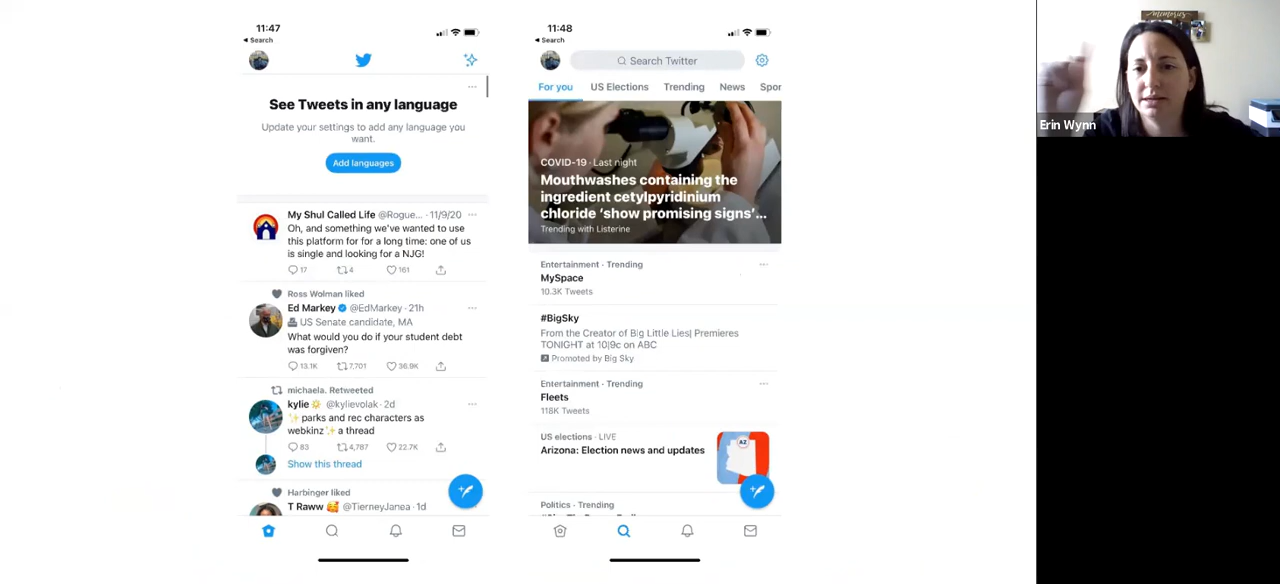 11:47
Search
See Tweets in any language
Update your settings to add any language you
want.
Add languages
My Shul Called Life @Rogue... · 11/9/20
Oh, and something we've wanted to use
this platform for for a long time: one of us
is single and looking for a NJG!
17 4 161
Ross Wolman liked
Ed Markey @EdMarkey · 21h
US Senate candidate, MA
What would you do if your student debt
was forgiven?
13.1K 7,701 36.9K
michaela. Retweeted
kylie @kylievolak · 2d
parks and rec characters as
webkinz a thread
83 4,787 22.7K
Show this thread
Harbinger liked
T Raww @TierneyJanea · 1d
11:48
Search
Search Twitter
For you US Elections Trending News Spor
COVID-19 · Last night
Mouthwashes containing the
ingredient cetylpyridinium
chloride 'show promising signs'...
Trending with Listerine
Entertainment · Trending
MySpace
10.3K Tweets
#BigSky
From the Creator of Big Little Lies| Premieres
TONIGHT at 10|9c on ABC
Promoted by Big Sky
Entertainment · Trending
Fleets
118K Tweets
US elections · LIVE
Arizona: Election news and updates
AZ
Politics · Trending
memories
Erin Wynn